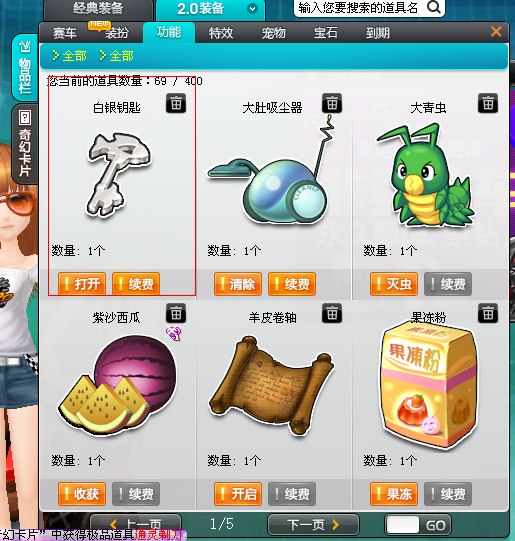 经典装备 2.0装备 输入您要搜索的道具名
赛车 NEW 装扮 功能 特效 宠物 宝石 到期
全部 全部
物品栏
奇幻卡片
您当前的道具数量：69 / 400
白银钥匙 大肚吸尘器 大青虫
CLEANER
数量: 1个 数量: 1个 数量: 1个
打开 续费 清除 续费 灭虫 续费
紫沙西瓜 羊皮卷轴 果冻粉
果凍粉
数量: 1个 数量: 1个 数量: 1个
收获 续费 开启 续费 果冻 续费
上一页 1/5 下一页 GO
幻卡片”中获得极品道具通灵剃刀